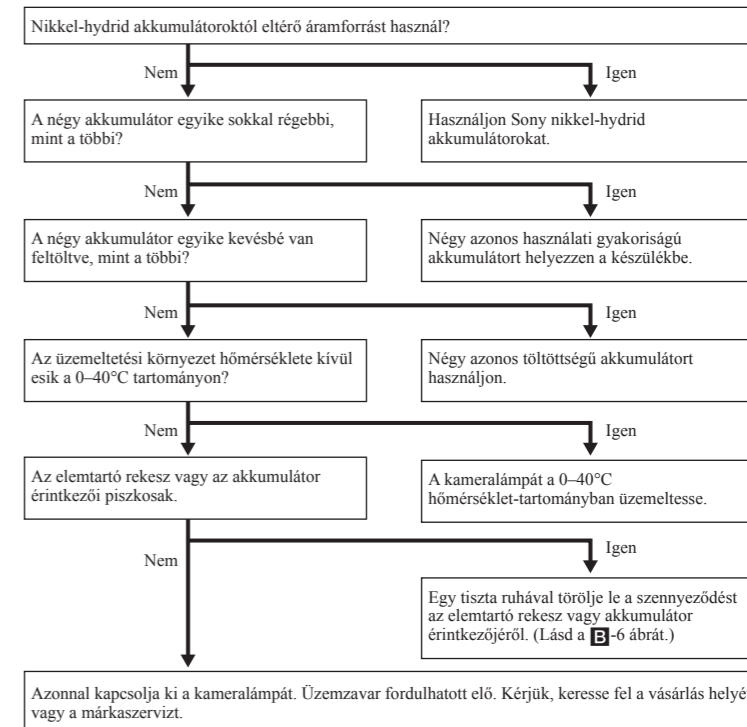 Nikkel-hydrid akkumulátoroktól eltérő áramforrást használ?
Nem
Igen
A négy akkumulátor egyike sokkal régebbi,
mint a többi?
Használjon Sony nikkel-hydrid
akkumulátorokat.
Nem
Igen
A négy akkumulátor egyike kevésbé van
feltöltve, mint a többi?
Négy azonos használati gyakoriságú
akkumulátort helyezzen a készülékbe.
Nem
Igen
Az üzemeltetési környezet hőmérséklete kívül
esik a 0–40°C tartományon?
Négy azonos töltöttségű akkumulátort
használjon.
Nem
Igen
Az elemtartó rekesz vagy az akkumulátor
érintkezői piszkosak.
A kameralámpát a 0–40°C
hőmérséklet-tartományban üzemeltesse.
Nem
Igen
Egy tiszta ruhával törölje le a szennyeződést
az elemtartó rekesz vagy akkumulátor
érintkezőjéről. (Lásd a B-6 ábrát.)
Azonnal kapcsolja ki a kameralámpát. Üzemzavar fordulhatott elő. Kérjük, keresse fel a vásárlás
vagy a márkaszervizt.